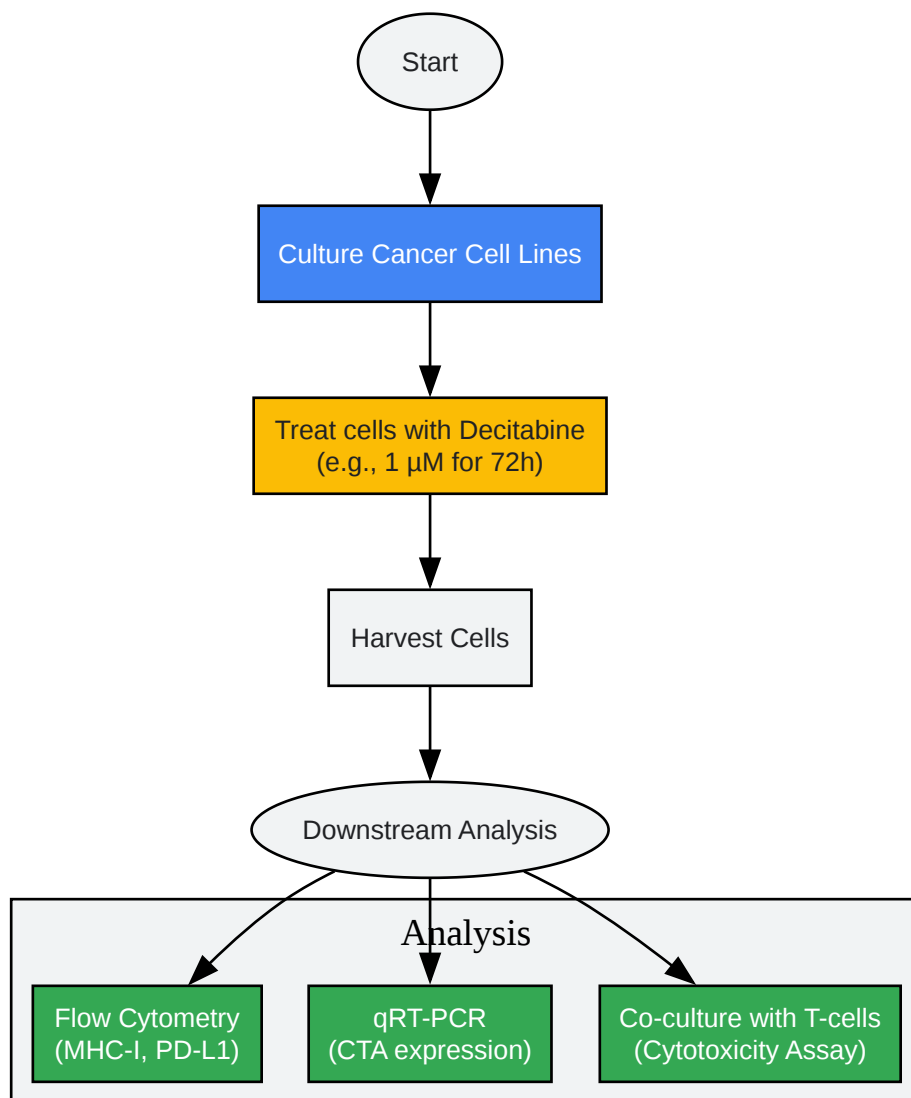 Start
Culture Cancer Cell Lines
Treat cells with Decitabine
(e.g., 1 µM for 72h)
Harvest Cells
Downstream Analysis
Analysis
Flow Cytometry
(MHC-I, PD-L1)
qRT-PCR
(CTA expression)
Co-culture with T-cells
(Cytotoxicity Assay)